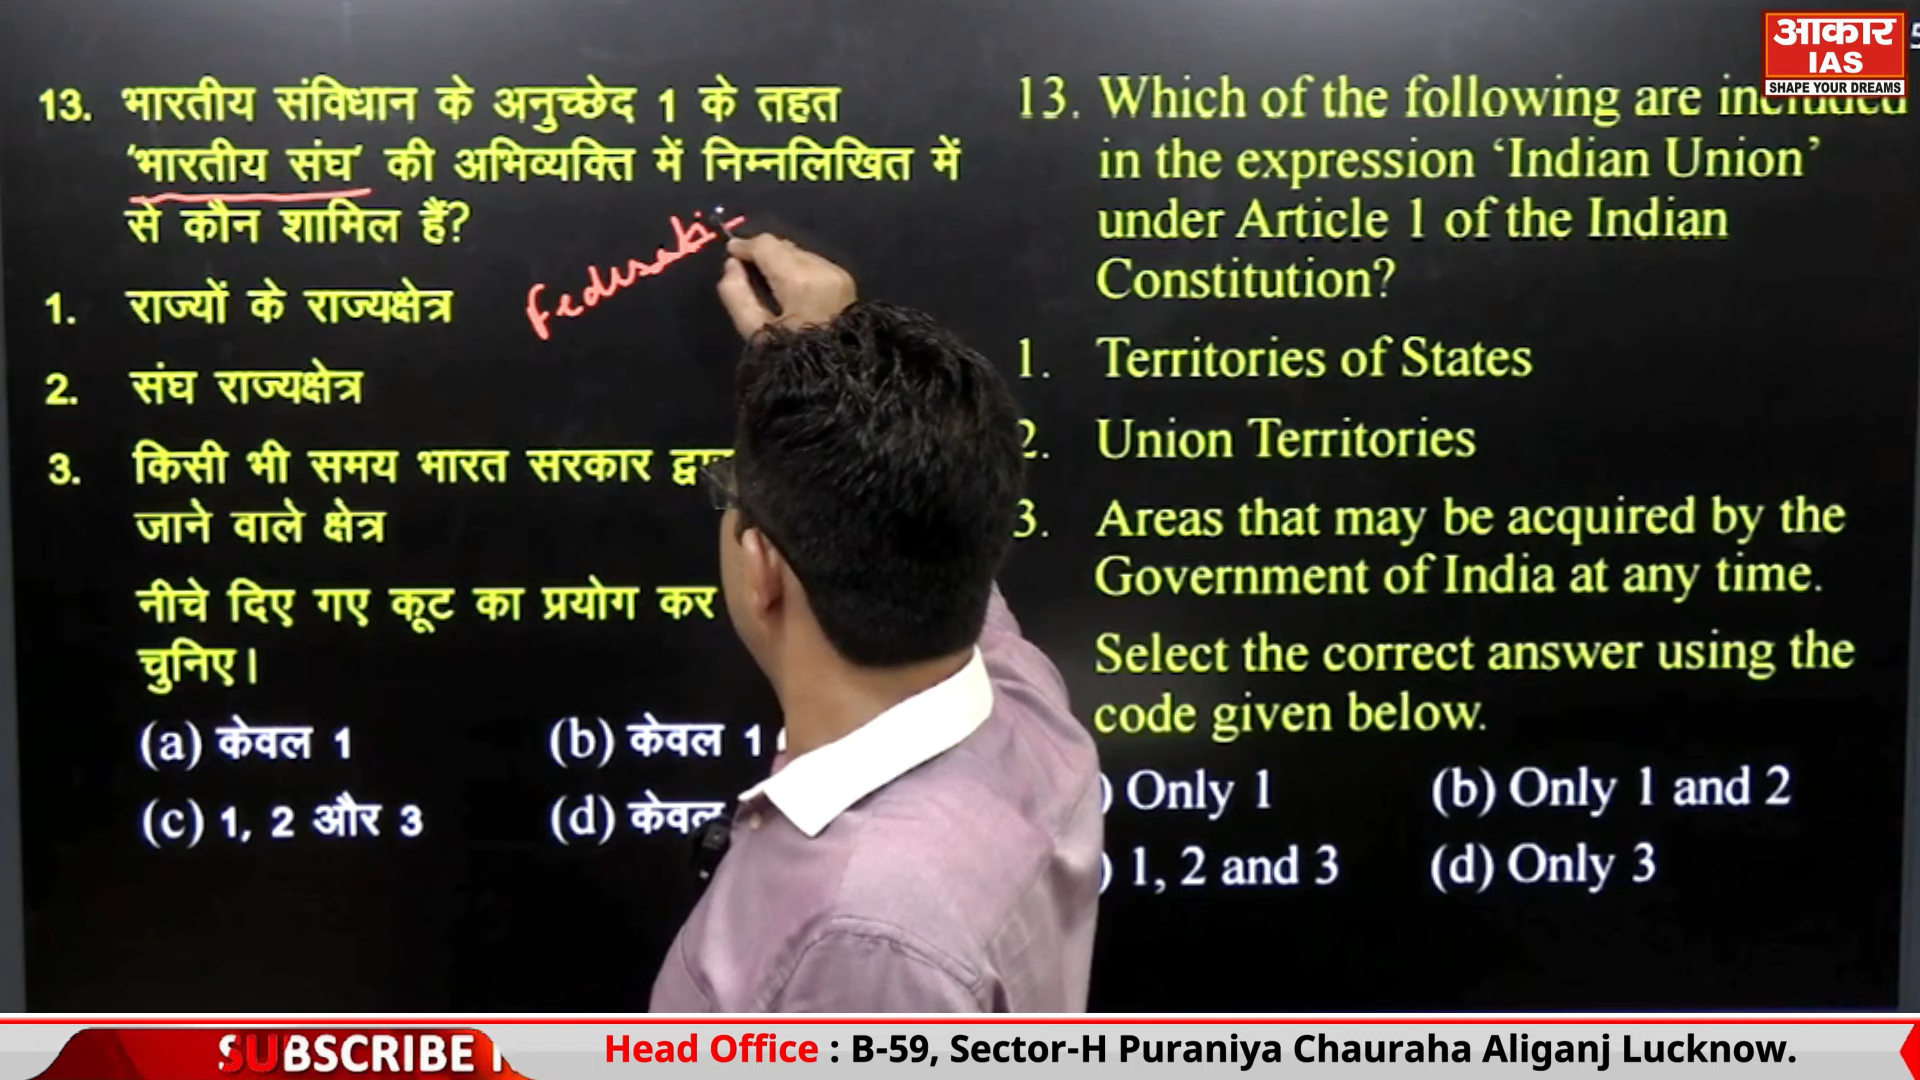 आकार
IAS
SHAPE YOUR DREAMS
13. भारतीय संविधान के अनुच्छेद 1 के तहत
‘भारतीय संघ’ की अभिव्यक्ति में निम्नलिखित में
से कौन शामिल हैं?
1. राज्यों के राज्यक्षेत्र
2. संघ राज्यक्षेत्र
3. किसी भी समय भारत सरकार
जाने वाले क्षेत्र
नीचे दिए गए कूट का प्रयोग कर
चुनिए।
(a) केवल 1
(b) केवल 1
(c) 1, 2 और 3
(d) केवल
13. Which of the following are included
in the expression ‘Indian Union’
under Article 1 of the Indian
Constitution?
1. Territories of States
2. Union Territories
3. Areas that may be acquired by the
Government of India at any time.
Select the correct answer using the
code given below.
) Only 1
(b) Only 1 and 2
) 1, 2 and 3
(d) Only 3
SUBSCRIBE
Head Office : B-59, Sector-H Puraniya Chauraha Aliganj Lucknow.